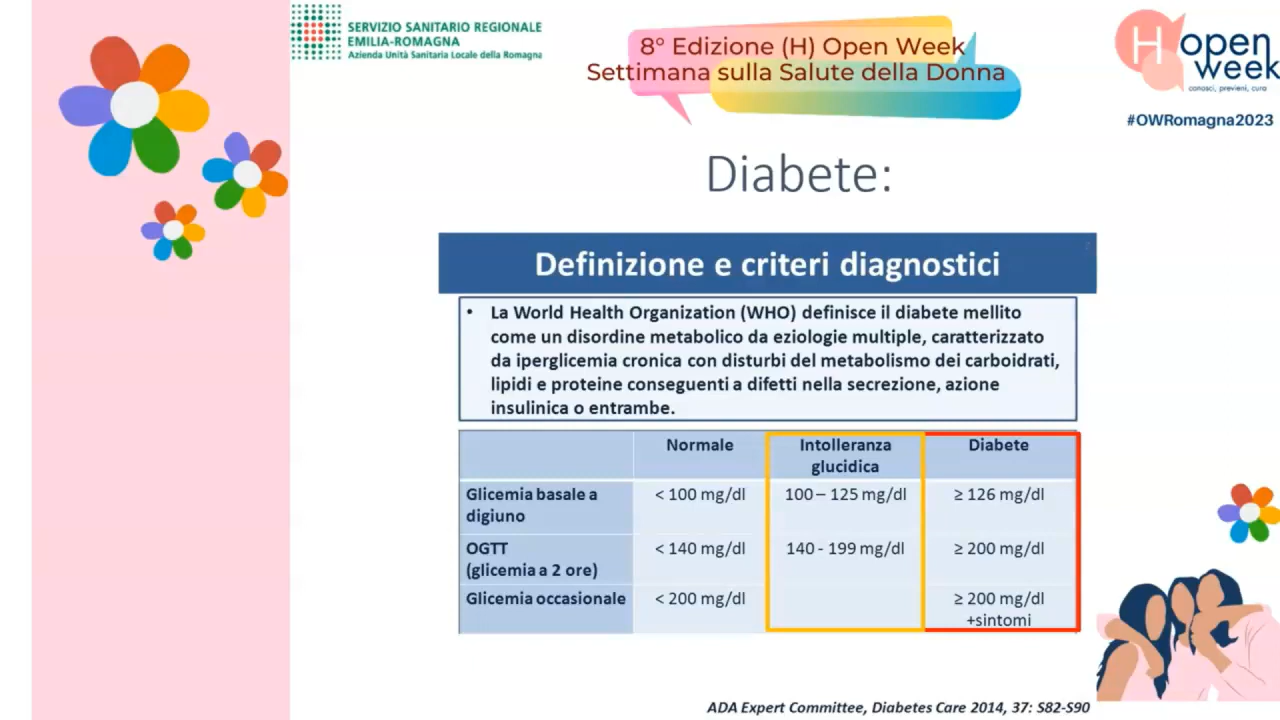 SERVIZIO SANITARIO REGIONALE
EMILIA-ROMAGNA
Azienda Unità Sanitaria Locale della Romagna
8° Edizione (H) Open Week
Settimana sulla Salute della Donna
H open
week
conosci, previeni, cura
#OWRomagna2023
Diabete:
Definizione e criteri diagnostici
• La World Health Organization (WHO) definisce il diabete mellito
come un disordine metabolico da eziologie multiple, caratterizzato
da iperglicemia cronica con disturbi del metabolismo dei carboidrati,
lipidi e proteine conseguenti a difetti nella secrezione, azione
insulinica o entrambe.
Normale Intolleranza glucidica Diabete
Glicemia basale a digiuno < 100 mg/dl 100 – 125 mg/dl ≥ 126 mg/dl
OGTT (glicemia a 2 ore) < 140 mg/dl 140 - 199 mg/dl ≥ 200 mg/dl
Glicemia occasionale < 200 mg/dl ≥ 200 mg/dl +sintomi
ADA Expert Committee, Diabetes Care 2014, 37: S82-S90